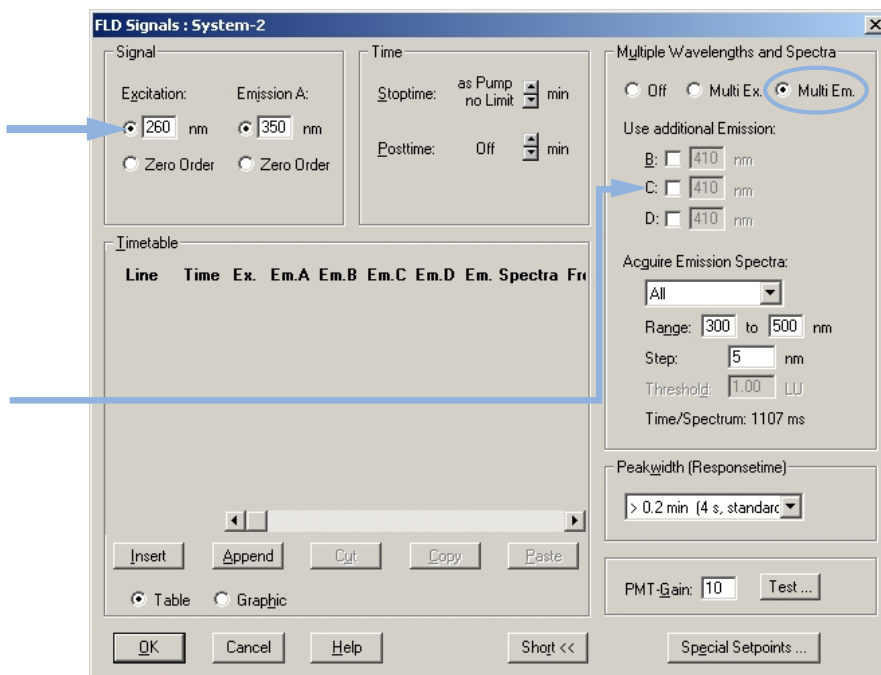 FLD Signals : System-2
Signal
Excitation:
Emission A:
260 nm
350 nm
Zero Order
Zero Order
Time
Stoptime: as Pump no Limit min
Posttime: Off min
Multiple Wavelengths and Spectra
Off Multi Ex. Multi Em.
Use additional Emission:
B: 410 nm
C: 410 nm
D: 410 nm
Acquire Emission Spectra:
All
Range: 300 to 500 nm
Step: 5 nm
Threshold: 1.00 LU
Time/Spectrum: 1107 ms
Timetable
Line Time Ex. Em.A Em.B Em.C Em.D Em. Spectra
Insert Append Cut Copy Paste
Table Graphic
Peakwidth (Responsetime)
> 0.2 min (4 s, standard
PMT-Gain: 10 Test ...
OK Cancel Help Short << Special Setpoints ...